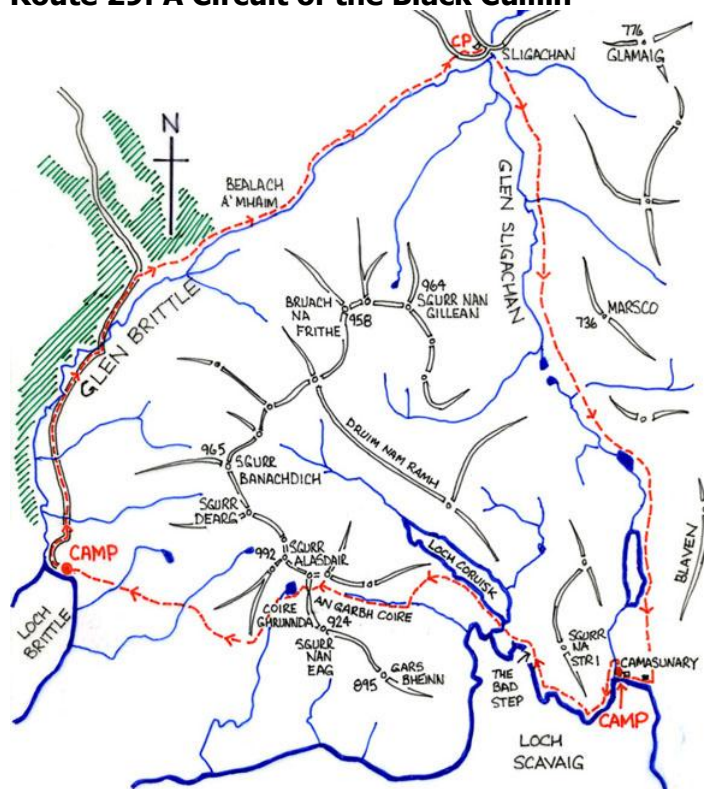 Route 29: A Circuit of the Black Cuillin
CP
SLIGACHAN
776
GLAMAIG
N
BEALACH
A' MHAIM
GLEN SLIGACHAN
GLEN BRITTLE
BRUACH
NA
FRITHE
958
964
SGURR NAN
GILLEAN
MARSCO
736
DRUIM NAM RAMH
965
SGURR
BANACHDICH
SGURR
DEARG
992
SGURR
ALASDAIR
CAMP
LOCH
BRITTLE
COIRE
GHRUNNDA
AN GARBH COIRE
924
SGURR
NAN
EAG
GARS
BHEINN
895
LOCH CORUISK
BLAVEN
SGURR
NA
STRI
THE
BAD
STEP
CAMASUNARY
CAMP
LOCH
SCAVAIG